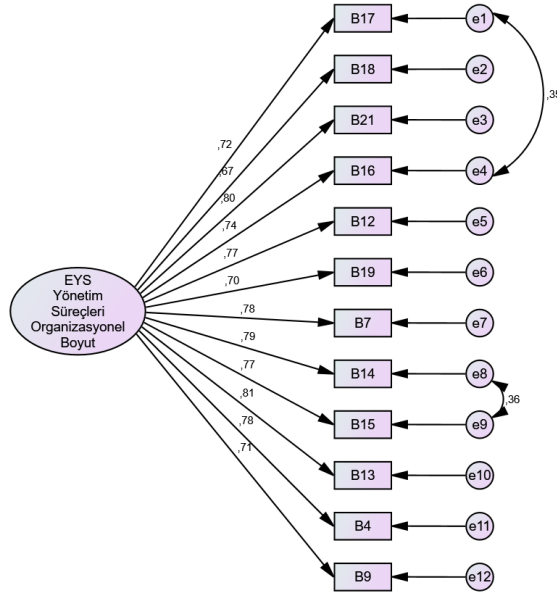 B17
e1
B18
e2
B21
e3
B16
e4
B12
e5
B19
e6
B7
e7
B14
e8
B15
e9
B13
e10
B4
e11
B9
e12
EYS
Yönetim
Süreçleri
Organizasyonel
Boyut
,72
,67
,80
,74
,77
,70
,78
,79
,77
,81
,78
,71
,36